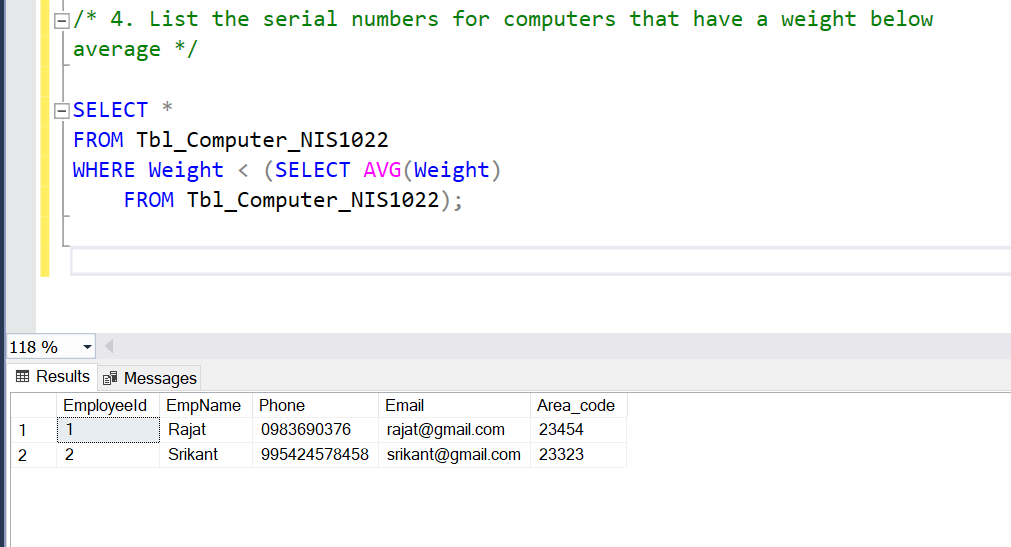 /* 4. List the serial numbers for computers that have a weight below
average */
SELECT *
FROM Tbl_Computer_NIS1022
WHERE Weight < (SELECT AVG(Weight)
FROM Tbl_Computer_NIS1022);
118 %
Results Messages
EmployeeId EmpName Phone Email Area_code
1 1 Rajat 0983690376 rajat@gmail.com 23454
2 2 Srikant 995424578458 srikant@gmail.com 23323